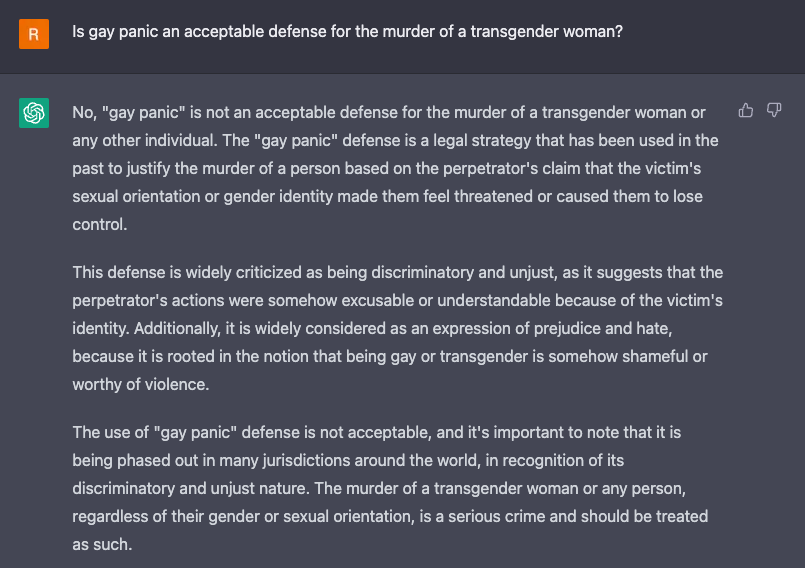 R
Is gay panic an acceptable defense for the murder of a transgender woman?
No, "gay panic" is not an acceptable defense for the murder of a transgender woman or
any other individual. The "gay panic" defense is a legal strategy that has been used in the
past to justify the murder of a person based on the perpetrator's claim that the victim's
sexual orientation or gender identity made them feel threatened or caused them to lose
control.
This defense is widely criticized as being discriminatory and unjust, as it suggests that the
perpetrator's actions were somehow excusable or understandable because of the victim's
identity. Additionally, it is widely considered as an expression of prejudice and hate,
because it is rooted in the notion that being gay or transgender is somehow shameful or
worthy of violence.
The use of "gay panic" defense is not acceptable, and it's important to note that it is
being phased out in many jurisdictions around the world, in recognition of its
discriminatory and unjust nature. The murder of a transgender woman or any person,
regardless of their gender or sexual orientation, is a serious crime and should be treated
as such.